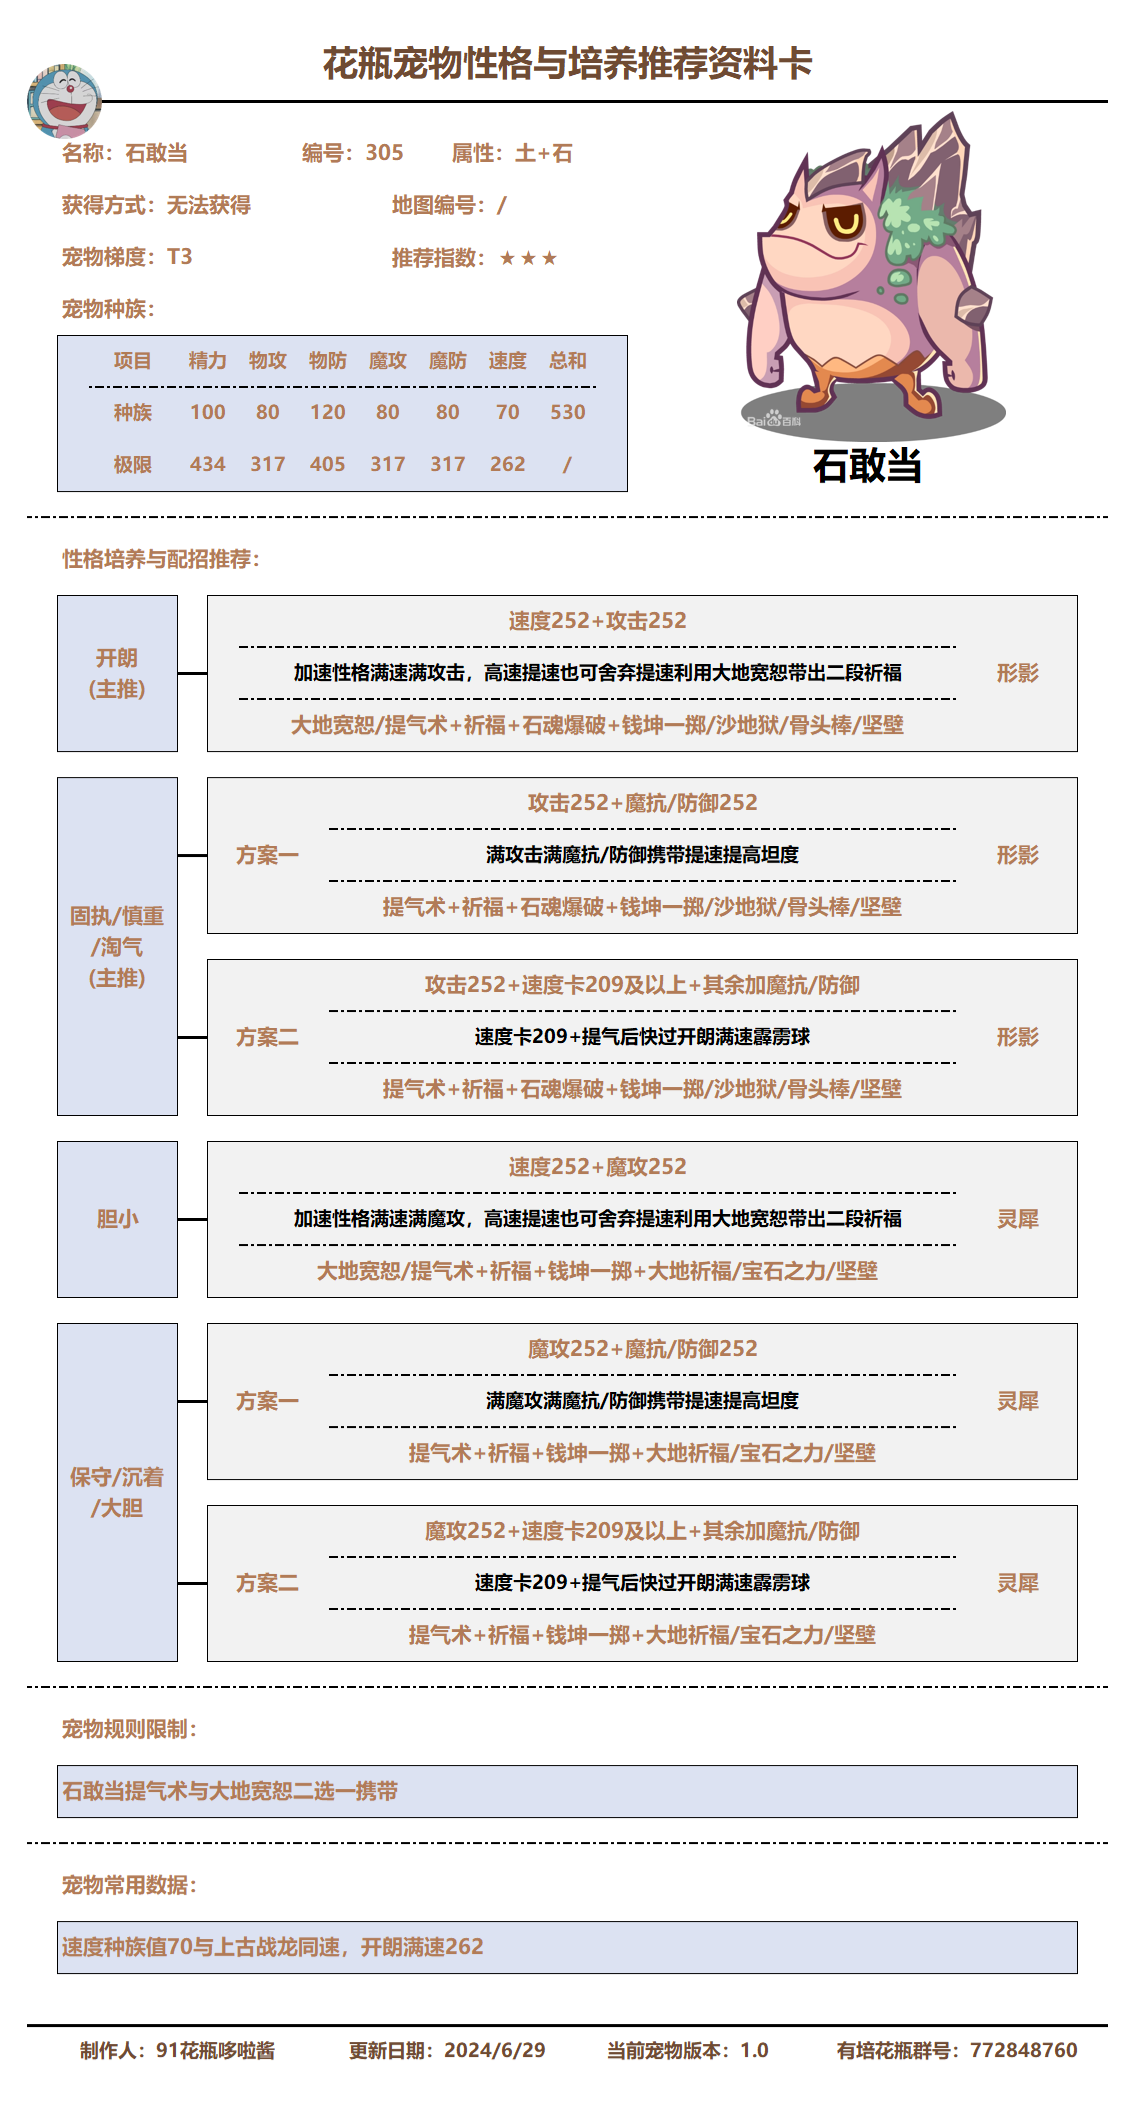 花瓶宠物性格与培养推荐资料卡
名称：石敢当 编号：305 属性：土+石
获得方式：无法获得 地图编号：/
宠物梯度：T3 推荐指数：★★★
宠物种族：
项目 精力 物攻 物防 魔攻 魔防 速度 总和
种族 100 80 120 80 80 70 530
极限 434 317 405 317 317 262 /
Baidu百科
石敢当
性格培养与配招推荐：
开朗
(主推)
速度252+攻击252
加速性格满速满攻击，高速提速也可舍弃提速利用大地宽恕带出二段祈福
大地宽恕/提气术+祈福+石魂爆破+钱坤一掷/沙地狱/骨头棒/坚壁
形影
固执/慎重
/淘气
(主推)
方案一
攻击252+魔抗/防御252
满攻击满魔抗/防御携带提速提高坦度
提气术+祈福+石魂爆破+钱坤一掷/沙地狱/骨头棒/坚壁
形影
方案二
攻击252+速度卡209及以上+其余加魔抗/防御
速度卡209+提气后快过开朗满速霹雳球
提气术+祈福+石魂爆破+钱坤一掷/沙地狱/骨头棒/坚壁
形影
胆小
速度252+魔攻252
加速性格满速满魔攻，高速提速也可舍弃提速利用大地宽恕带出二段祈福
大地宽恕/提气术+祈福+钱坤一掷+大地祈福/宝石之力/坚壁
灵犀
保守/沉着
/大胆
方案一
魔攻252+魔抗/防御252
满魔攻满魔抗/防御携带提速提高坦度
提气术+祈福+钱坤一掷+大地祈福/宝石之力/坚壁
灵犀
方案二
魔攻252+速度卡209及以上+其余加魔抗/防御
速度卡209+提气后快过开朗满速霹雳球
提气术+祈福+钱坤一掷+大地祈福/宝石之力/坚壁
灵犀
宠物规则限制：
石敢当提气术与大地宽恕二选一携带
宠物常用数据：
速度种族值70与上古战龙同速，开朗满速262
制作人：91花瓶哆啦酱 更新日期：2024/6/29 当前宠物版本：1.0 有培花瓶群号：772848760